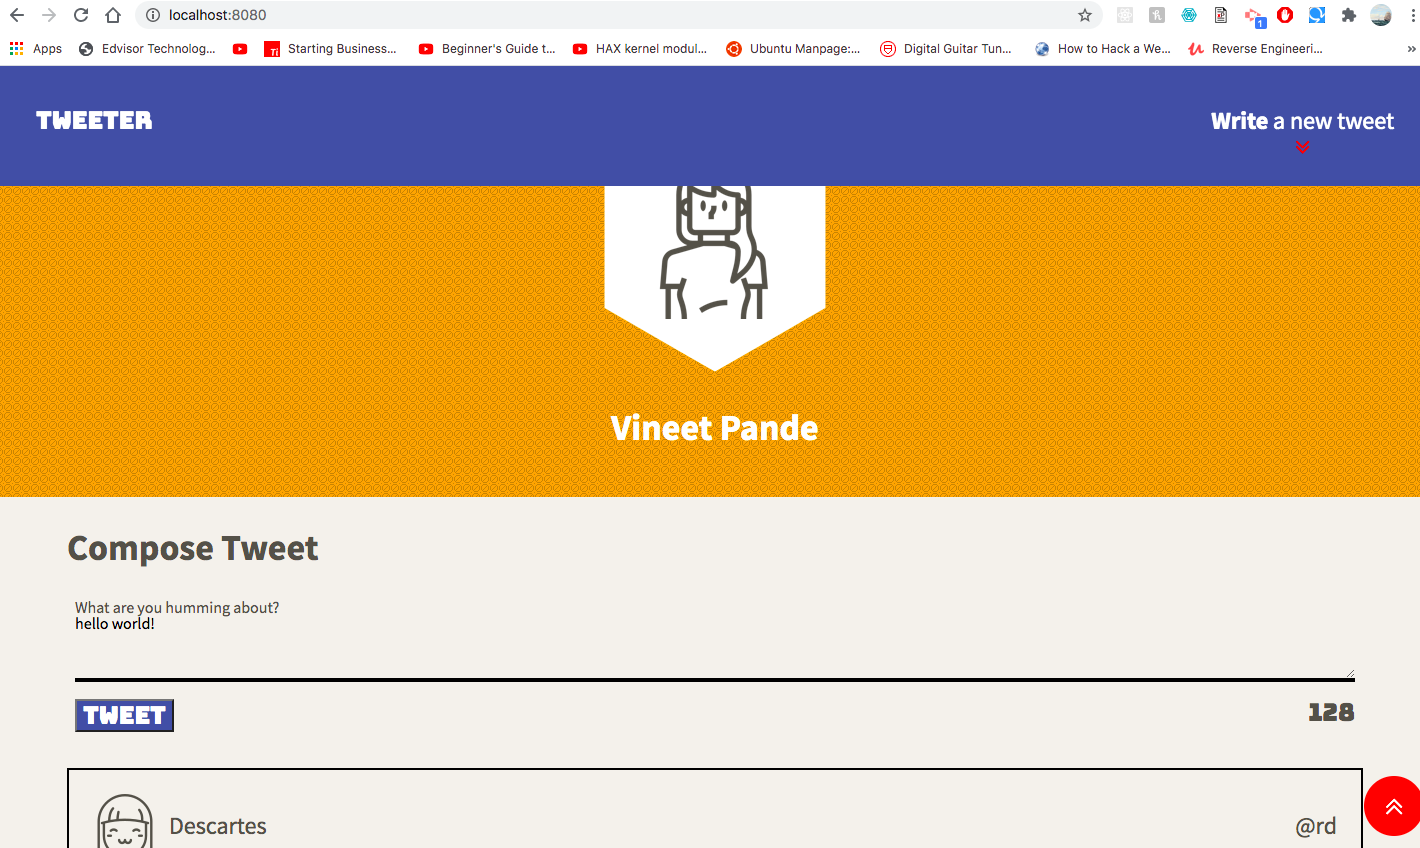 localhost:8080
1
Apps Edvisor Technolog... Starting Business... Beginner's Guide t... HAX kernel modul... Ubuntu Manpage:... Digital Guitar Tun... How to Hack a We... Reverse Engineeri... »
TWEETER
Write a new tweet
Vineet Pande
Compose Tweet
What are you humming about?
hello world!
TWEET 128
Descartes @rd